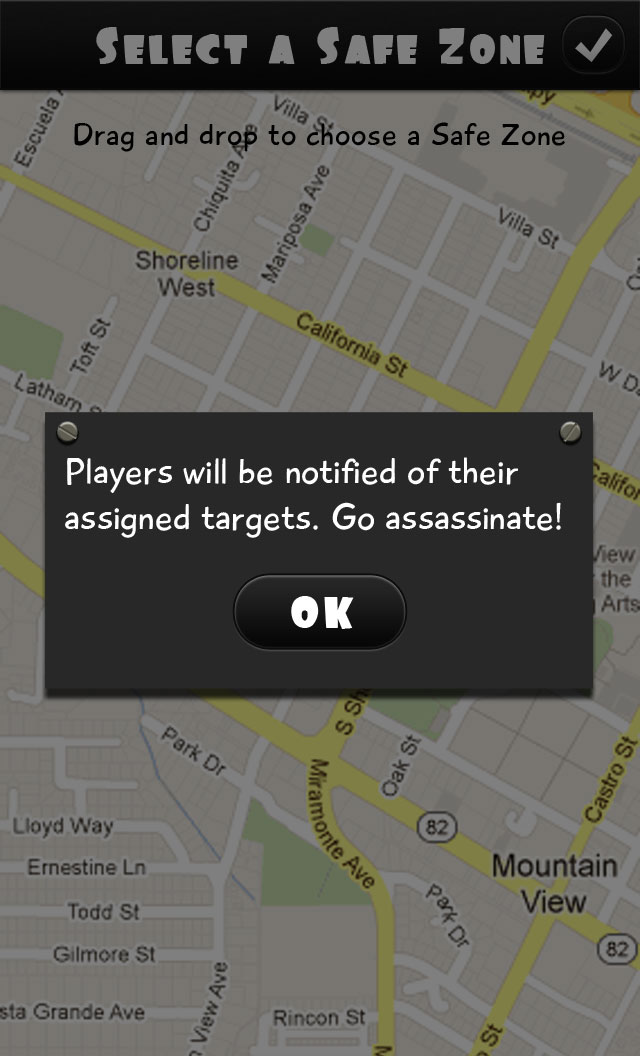 SELECT A SAFE ZONE
Drag and drop to choose a Safe Zone
Escuela A
Villa St
Chiquita Ave
Mariposa Ave
Villa St
Shoreline
West
California St
Toft St
Latham S
W Da
Players will be notified of their
assigned targets. Go assassinate!
OK
Califor
View
the
Arts
S Sh
Park Dr
Oak St
Castro St
Miramonte Ave
82
Lloyd Way
Ernestine Ln
Mountain
View
Todd St
Park Dr
Gilmore St
82
sta Grande Ave
View Ave
Rincon St
St